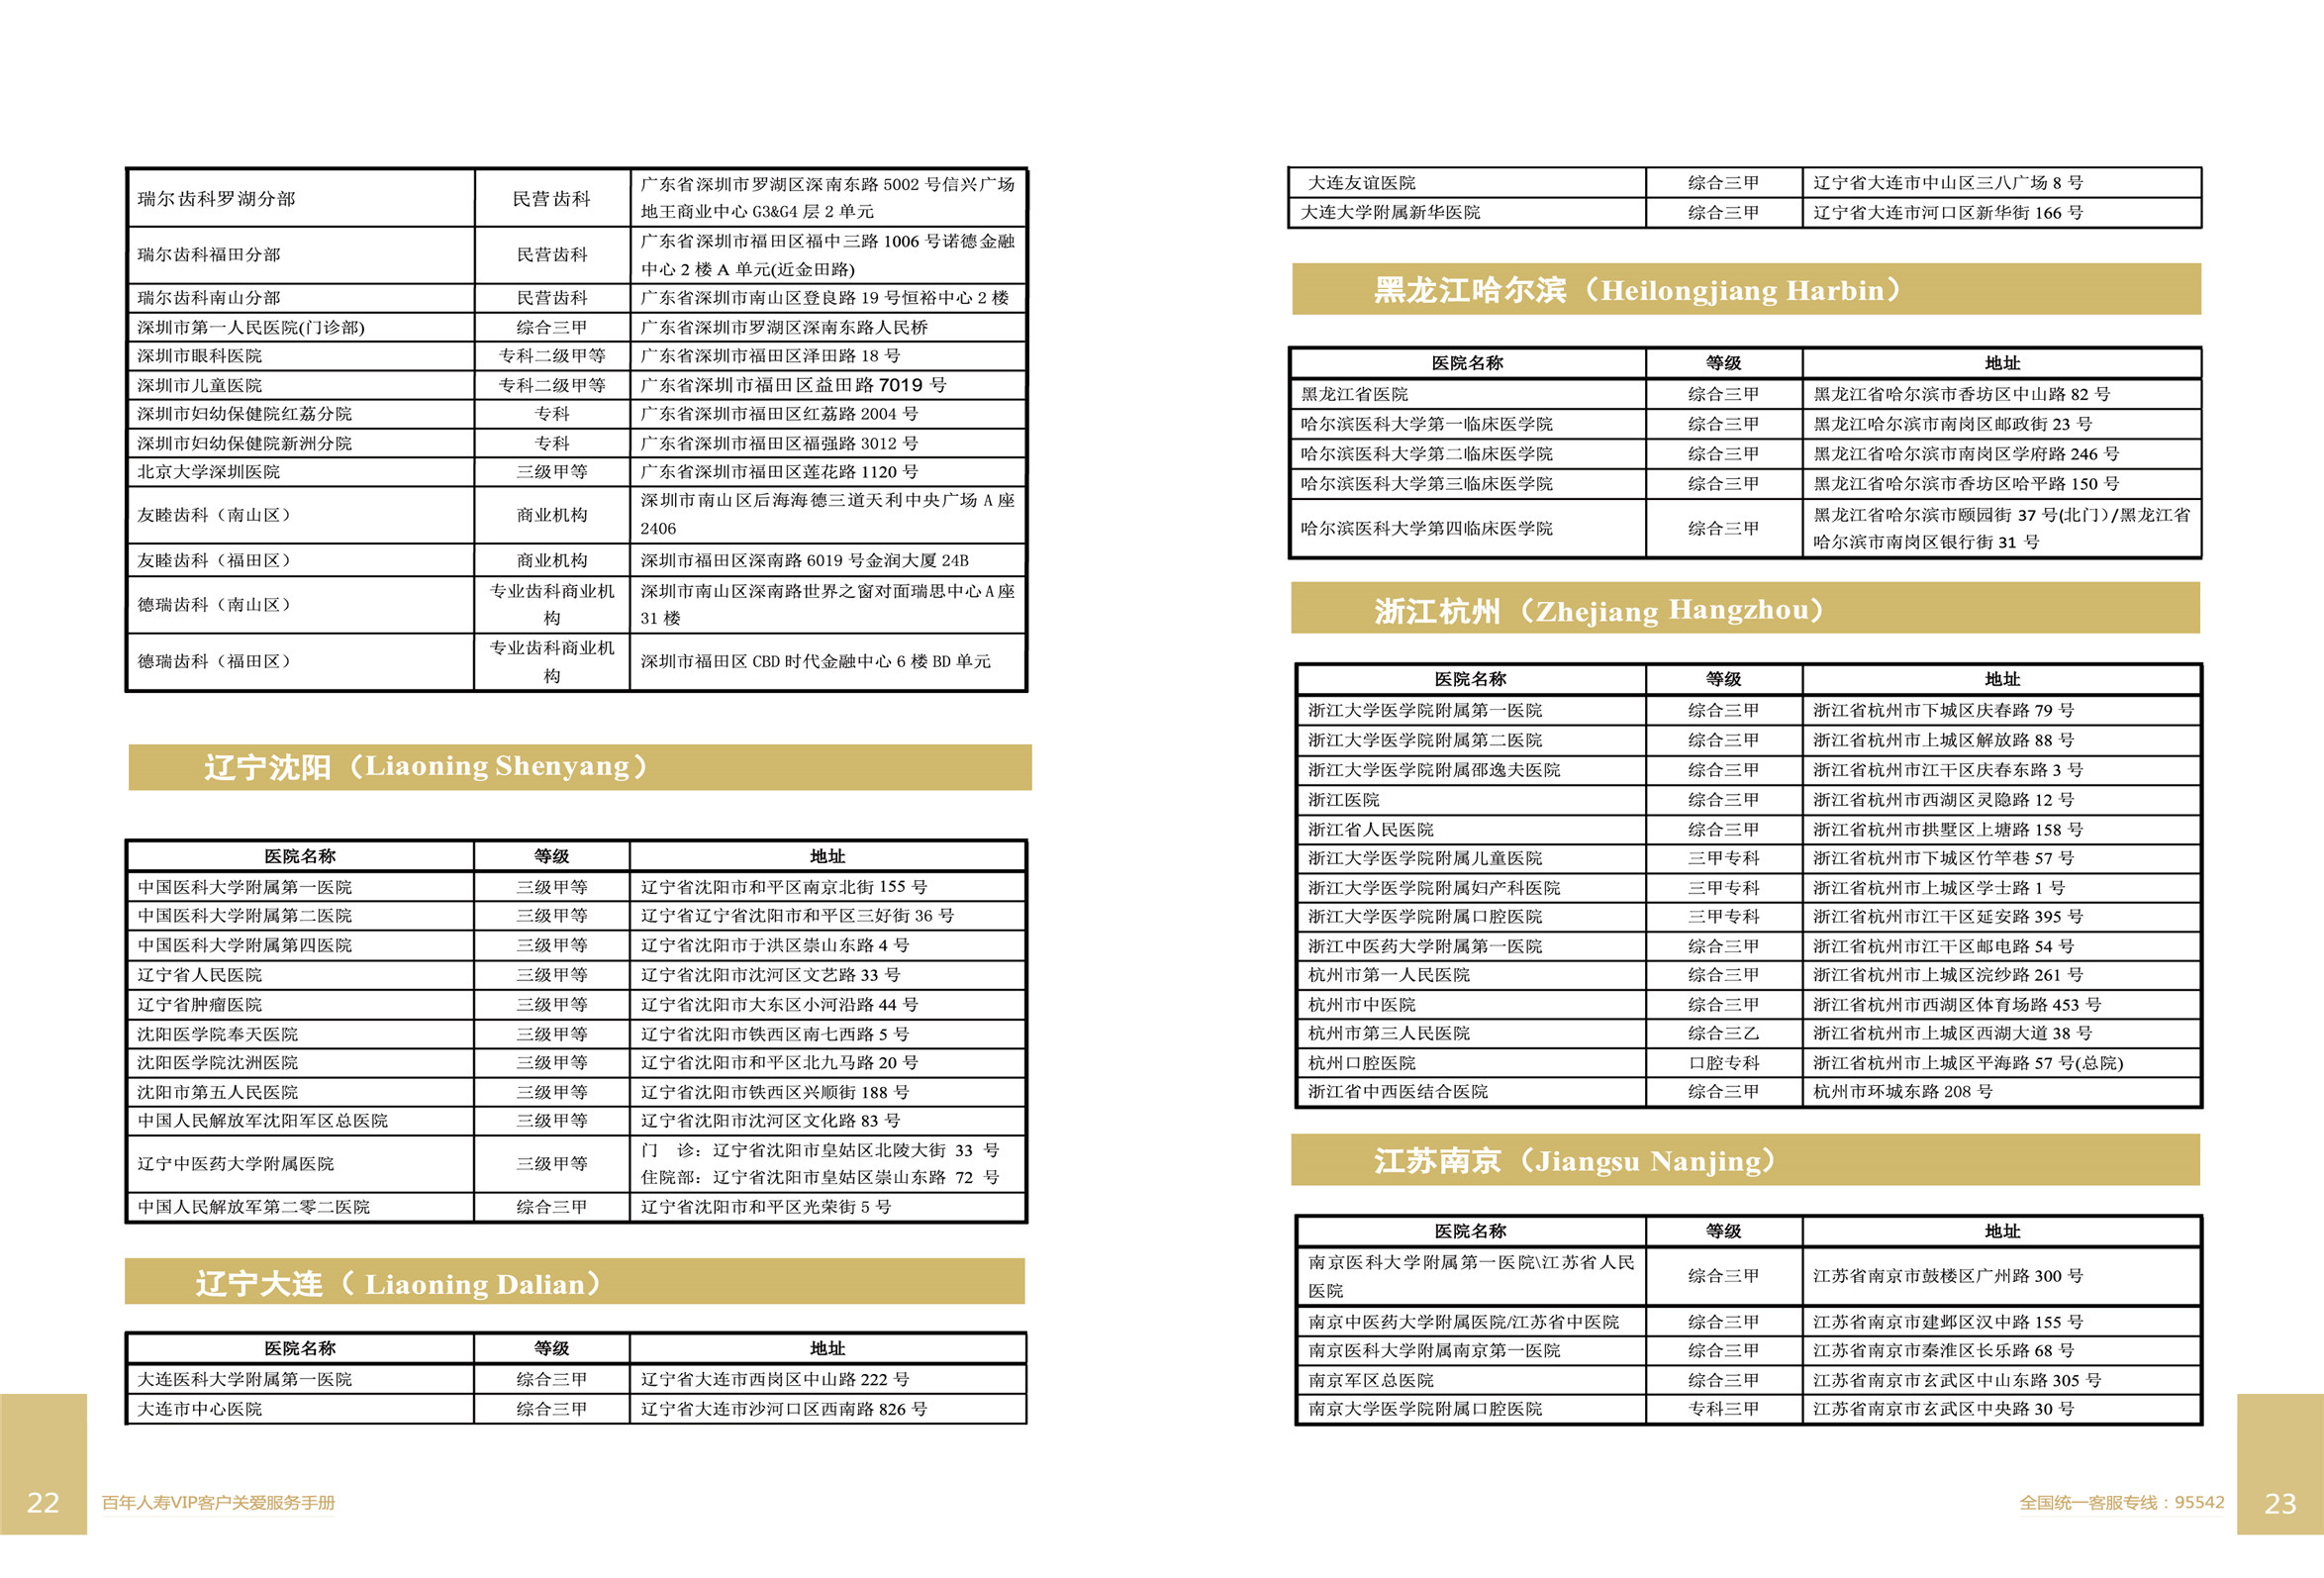 瑞尔齿科罗湖分部 民营齿科 广东省深圳市罗湖区深南东路 5002 号信兴广场
地王商业中心 G3&G4 层 2 单元
瑞尔齿科福田分部 民营齿科 广东省深圳市福田区福中三路 1006 号诺德金融
中心 2 楼 A 单元(近金田路)
瑞尔齿科南山分部 民营齿科 广东省深圳市南山区登良路 19 号恒裕中心 2 楼
深圳市第一人民医院(门诊部) 综合三甲 广东省深圳市罗湖区深南东路人民桥
深圳市眼科医院 专科二级甲等 广东省深圳市福田区泽田路 18 号
深圳市儿童医院 专科二级甲等 广东省深圳市福田区益田路 7019 号
深圳市妇幼保健院红荔分院 专科 广东省深圳市福田区红荔路 2004 号
深圳市妇幼保健院新洲分院 专科 广东省深圳市福田区福强路 3012 号
北京大学深圳医院 三级甲等 广东省深圳市福田区莲花路 1120 号
友睦齿科（南山区） 商业机构 深圳市南山区后海海德三道天利中央广场 A 座
2406
友睦齿科（福田区） 商业机构 深圳市福田区深南路 6019 号金润大厦 24B
德瑞齿科（南山区） 专业齿科商业机构 深圳市南山区深南路世界之窗对面瑞思中心 A 座
31 楼
德瑞齿科（福田区） 专业齿科商业机构 深圳市福田区 CBD 时代金融中心 6 楼 BD 单元
辽宁沈阳（Liaoning Shenyang）
医院名称 等级 地址
中国医科大学附属第一医院 三级甲等 辽宁省沈阳市和平区南京北街 155 号
中国医科大学附属第二医院 三级甲等 辽宁省辽宁省沈阳市和平区三好街 36 号
中国医科大学附属第四医院 三级甲等 辽宁省沈阳市于洪区崇山东路 4 号
辽宁省人民医院 三级甲等 辽宁省沈阳市沈河区文艺路 33 号
辽宁省肿瘤医院 三级甲等 辽宁省沈阳市大东区小河沿路 44 号
沈阳医学院奉天医院 三级甲等 辽宁省沈阳市铁西区南七西路 5 号
沈阳医学院沈洲医院 三级甲等 辽宁省沈阳市和平区北九马路 20 号
沈阳市第五人民医院 三级甲等 辽宁省沈阳市铁西区兴顺街 188 号
中国人民解放军沈阳军区总医院 三级甲等 辽宁省沈阳市沈河区文化路 83 号
辽宁中医药大学附属医院 三级甲等 门　诊：辽宁省沈阳市皇姑区北陵大街 33 号
住院部：辽宁省沈阳市皇姑区崇山东路 72 号
中国人民解放军第二零二医院 综合三甲 辽宁省沈阳市和平区光荣街 5 号
辽宁大连（ Liaoning Dalian）
医院名称 等级 地址
大连医科大学附属第一医院 综合三甲 辽宁省大连市西岗区中山路 222 号
大连市中心医院 综合三甲 辽宁省大连市沙河口区西南路 826 号
22 百年人寿VIP客户关爱服务手册
大连友谊医院 综合三甲 辽宁省大连市中山区三八广场 8 号
大连大学附属新华医院 综合三甲 辽宁省大连市河口区新华街 166 号
黑龙江哈尔滨（Heilongjiang Harbin）
医院名称 等级 地址
黑龙江省医院 综合三甲 黑龙江省哈尔滨市香坊区中山路 82 号
哈尔滨医科大学第一临床医学院 综合三甲 黑龙江哈尔滨市南岗区邮政街 23 号
哈尔滨医科大学第二临床医学院 综合三甲 黑龙江省哈尔滨市南岗区学府路 246 号
哈尔滨医科大学第三临床医学院 综合三甲 黑龙江省哈尔滨市香坊区哈平路 150 号
哈尔滨医科大学第四临床医学院 综合三甲 黑龙江省哈尔滨市颐园街 37 号(北门）/黑龙江省
哈尔滨市南岗区银行街 31 号
浙江杭州（Zhejiang Hangzhou）
医院名称 等级 地址
浙江大学医学院附属第一医院 综合三甲 浙江省杭州市下城区庆春路 79 号
浙江大学医学院附属第二医院 综合三甲 浙江省杭州市上城区解放路 88 号
浙江大学医学院附属邵逸夫医院 综合三甲 浙江省杭州市江干区庆春东路 3 号
浙江医院 综合三甲 浙江省杭州市西湖区灵隐路 12 号
浙江省人民医院 综合三甲 浙江省杭州市拱墅区上塘路 158 号
浙江大学医学院附属儿童医院 三甲专科 浙江省杭州市下城区竹竿巷 57 号
浙江大学医学院附属妇产科医院 三甲专科 浙江省杭州市上城区学士路 1 号
浙江大学医学院附属口腔医院 三甲专科 浙江省杭州市江干区延安路 395 号
浙江中医药大学附属第一医院 综合三甲 浙江省杭州市江干区邮电路 54 号
杭州市第一人民医院 综合三甲 浙江省杭州市上城区浣纱路 261 号
杭州市中医院 综合三甲 浙江省杭州市西湖区体育场路 453 号
杭州市第三人民医院 综合三乙 浙江省杭州市上城区西湖大道 38 号
杭州口腔医院 口腔专科 浙江省杭州市上城区平海路 57 号(总院)
浙江省中西医结合医院 综合三甲 杭州市环城东路 208 号
江苏南京（Jiangsu Nanjing）
医院名称 等级 地址
南京医科大学附属第一医院\江苏省人民
医院 综合三甲 江苏省南京市鼓楼区广州路 300 号
南京中医药大学附属医院/江苏省中医院 综合三甲 江苏省南京市建邺区汉中路 155 号
南京医科大学附属南京第一医院 综合三甲 江苏省南京市秦淮区长乐路 68 号
南京军区总医院 综合三甲 江苏省南京市玄武区中山东路 305 号
南京大学医学院附属口腔医院 专科三甲 江苏省南京市玄武区中央路 30 号
全国统一客服专线：95542 23